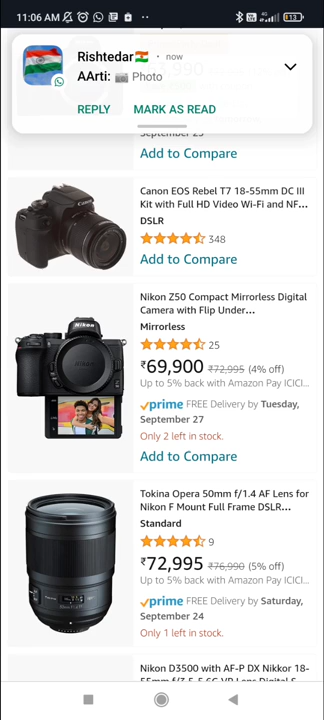 11:06 AM
113
Rishtedar🇮🇳 · now
AArti: 📷 Photo
REPLY MARK AS READ
Add to Compare
Canon EOS Rebel T7 18-55mm DC III
Kit with Full HD Video Wi-Fi and NF...
DSLR
348
Add to Compare
Nikon Z50 Compact Mirrorless Digital
Camera with Flip Under...
Mirrorless
25
₹69,900 ₹72,995 (4% off)
Up to 5% back with Amazon Pay ICICI...
prime FREE Delivery by Tuesday,
September 27
Only 2 left in stock.
Add to Compare
Nikon
Tokina Opera 50mm f/1.4 AF Lens for
Nikon F Mount Full Frame DSLR...
Standard
9
₹72,995 ₹76,990 (5% off)
Up to 5% back with Amazon Pay ICICI...
prime FREE Delivery by Saturday,
September 24
Only 1 left in stock.
Nikon D3500 with AF-P DX Nikkor 18-